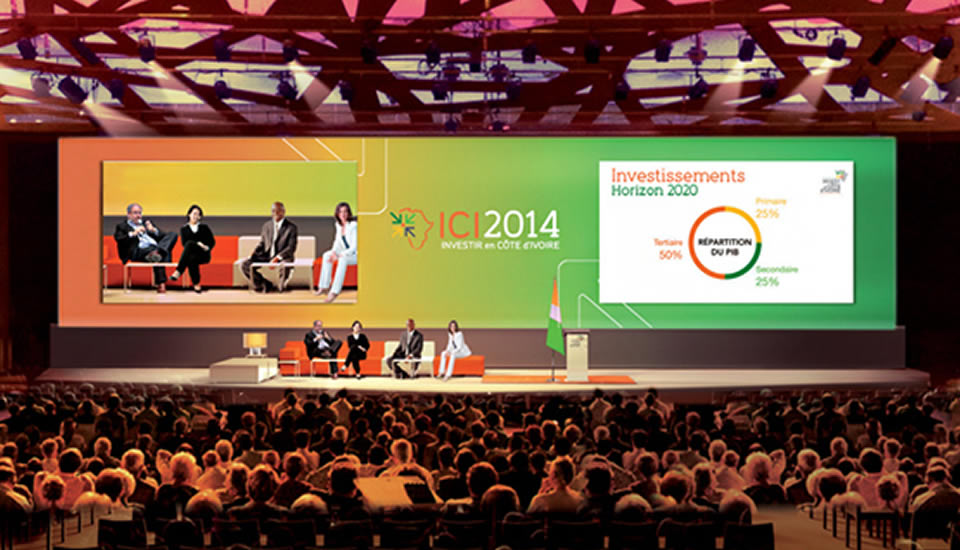 ICI 2014
INVESTIR en CÔTE d'IVOIRE
Investissements
Horizon 2020
Primaire
25%
Tertiaire
50%
RÉPARTITION
DU PIB
Secondaire
25%